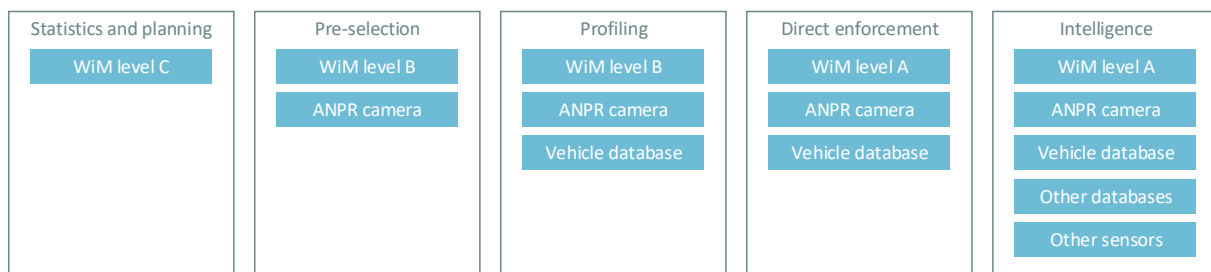 Statistics and planning
WiM level C
Pre-selection
WiM level B
ANPR camera
Profiling
WiM level B
ANPR camera
Vehicle database
Direct enforcement
WiM level A
ANPR camera
Vehicle database
Intelligence
WiM level A
ANPR camera
Vehicle database
Other databases
Other sensors